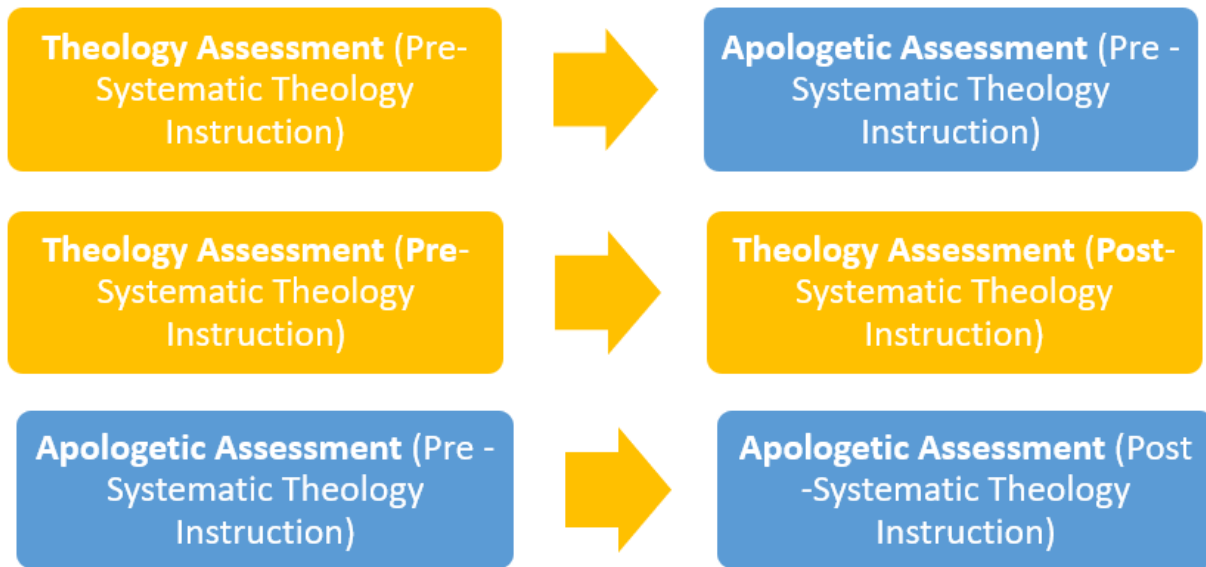 Theology Assessment (Pre-
Systematic Theology
Instruction)
Apologetic Assessment (Pre -
Systematic Theology
Instruction)
Theology Assessment (Pre-
Systematic Theology
Instruction)
Theology Assessment (Post-
Systematic Theology
Instruction)
Apologetic Assessment (Pre -
Systematic Theology
Instruction)
Apologetic Assessment (Post
-Systematic Theology
Instruction)